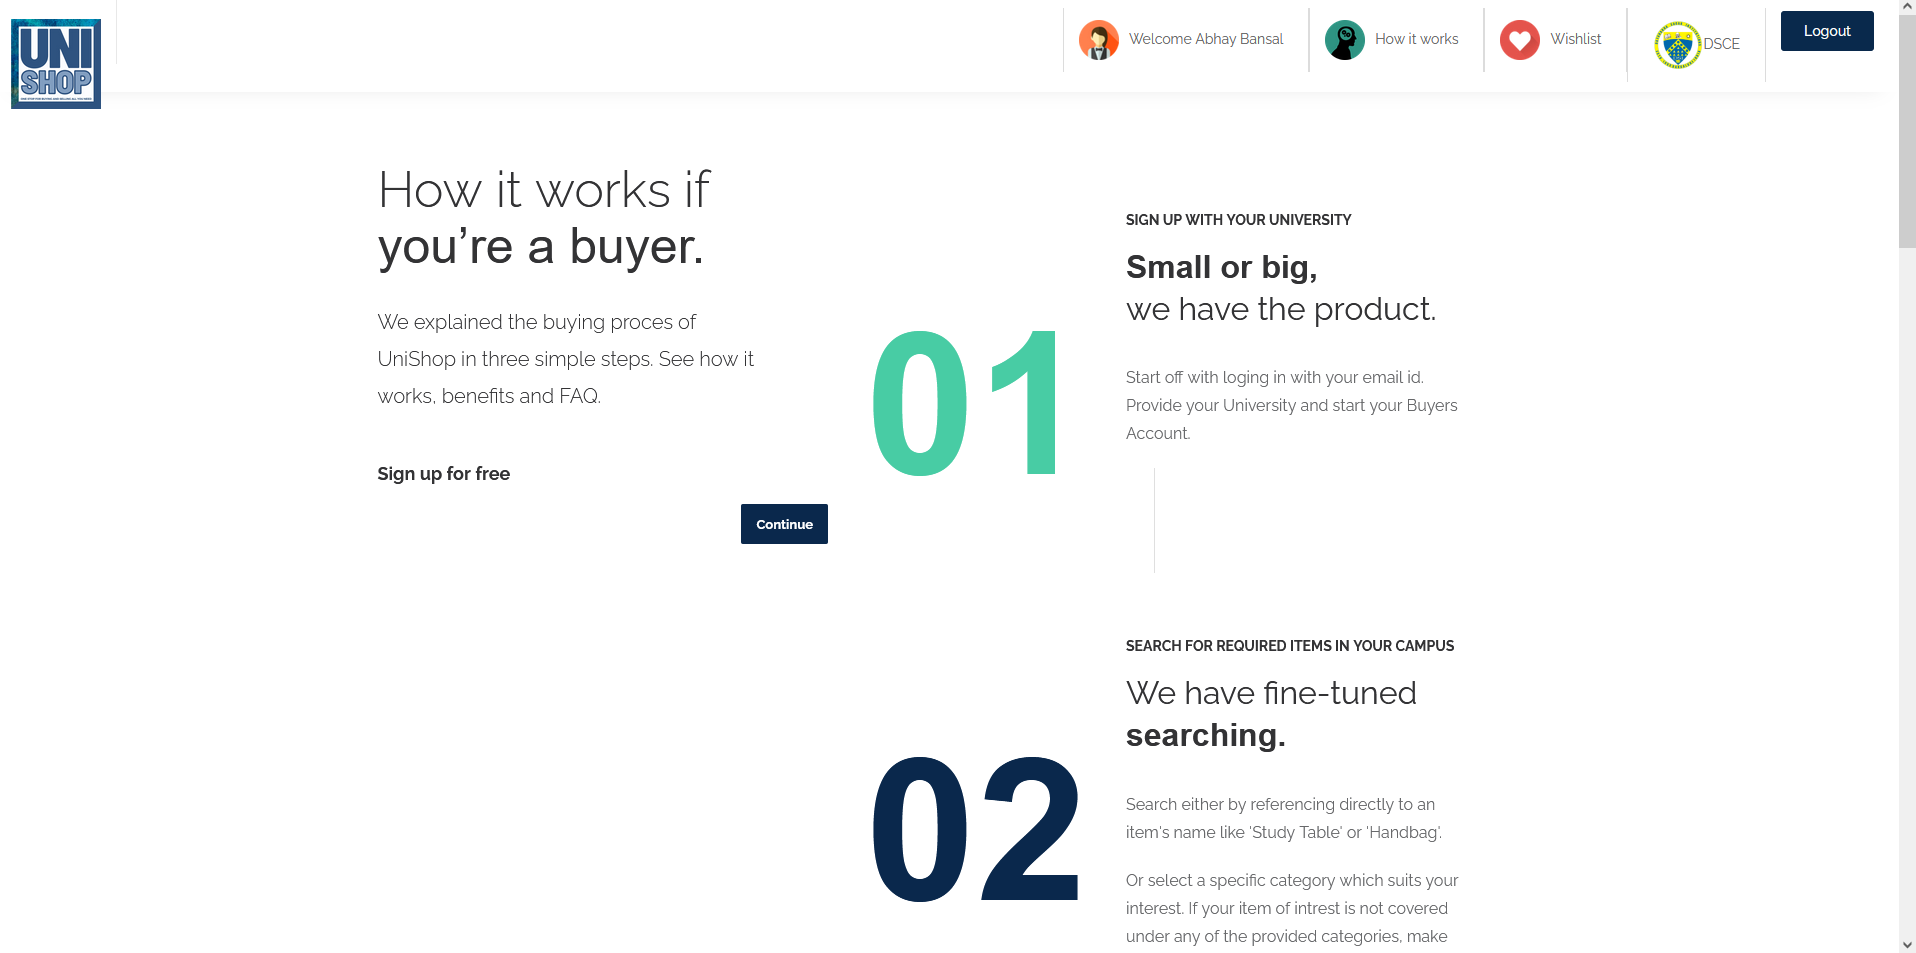 UNI
SHOP
Welcome Abhay Bansal
How it works
Wishlist
DSCE
Logout
How it works if
you’re a buyer.
We explained the buying proces of
UniShop in three simple steps. See how it
works, benefits and FAQ.
Sign up for free
Continue
01
SIGN UP WITH YOUR UNIVERSITY
Small or big,
we have the product.
Start off with loging in with your email id.
Provide your University and start your Buyers
Account.
02
SEARCH FOR REQUIRED ITEMS IN YOUR CAMPUS
We have fine-tuned
searching.
Search either by referencing directly to an
item's name like 'Study Table' or 'Handbag'.
Or select a specific category which suits your
interest. If your item of intrest is not covered
under any of the provided categories, make